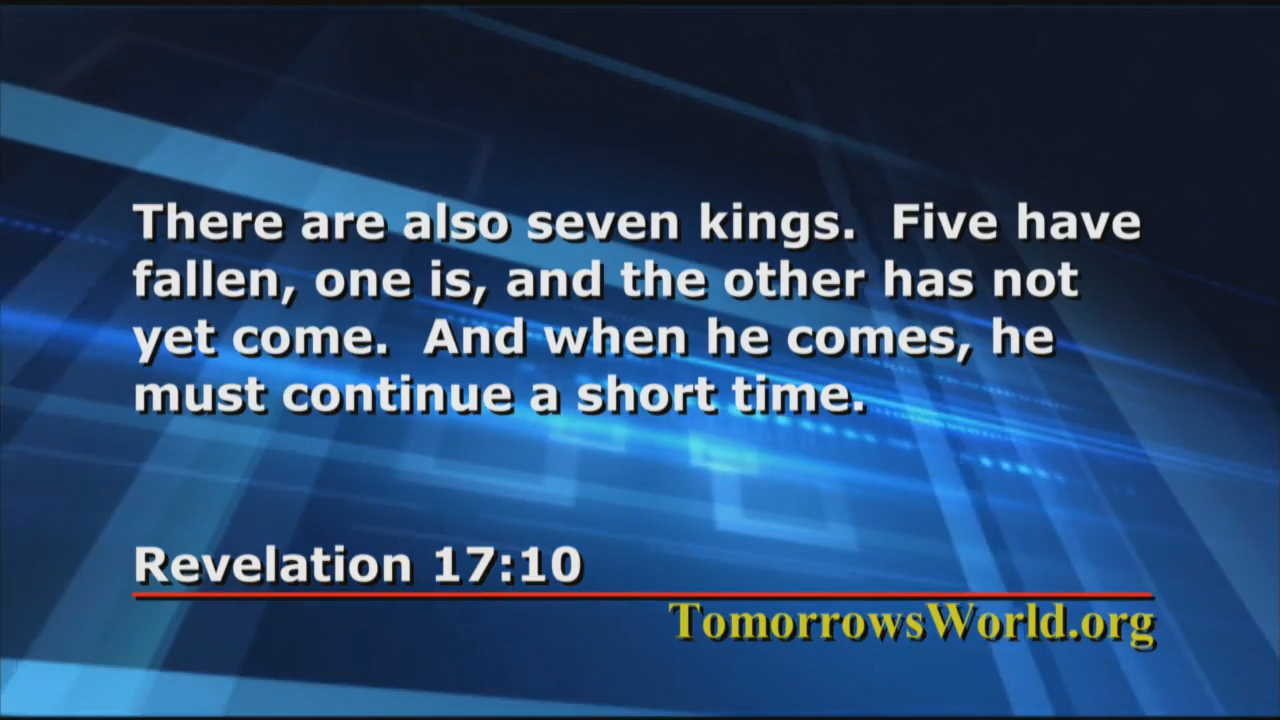 There are also seven kings.  Five have
fallen, one is, and the other has not
yet come.  And when he comes, he
must continue a short time.
Revelation 17:10
TomorrowsWorld.org